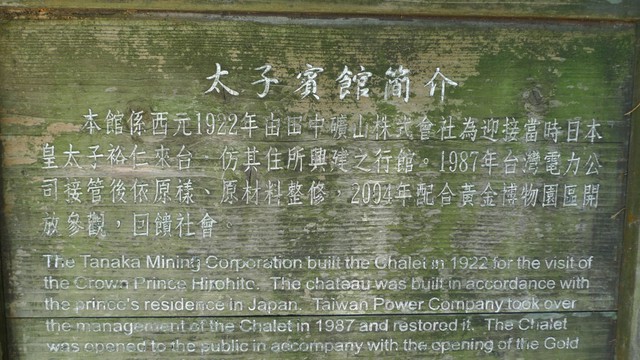 太子賓館簡介
本館係西元1922年由田中礦山株式會社為迎接當時日本
皇太子裕仁來台，仿其住所興建之行館。1987年台灣電力公
司接管後依原樣、原材料整修，2004年配合黃金博物園區開
放參觀，回饋社會。
The Tanaka Mining Corporation built the Chalet in 1922 for the visit of
the Crown Prince Hirohito. The chateau was built in accordance with
the prince's residence in Japan. Taiwan Power Company took over
the management of the Chalet in 1987 and restored it. The Chalet
was opened to the public in accompany with the opening of the Gold